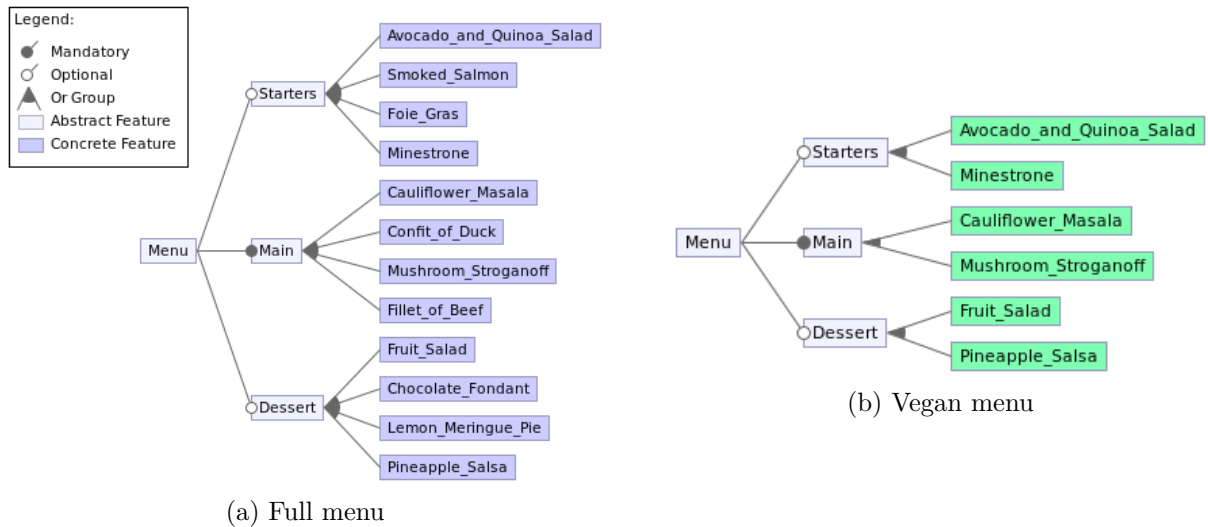 Legend:
Mandatory
Optional
Or Group
Abstract Feature
Concrete Feature
Menu
Starters
Avocado_and_Quinoa_Salad
Smoked_Salmon
Foie_Gras
Minestrone
Main
Cauliflower_Masala
Confit_of_Duck
Mushroom_Stroganoff
Fillet_of_Beef
Dessert
Fruit_Salad
Chocolate_Fondant
Lemon_Meringue_Pie
Pineapple_Salsa
(a) Full menu
Menu
Starters
Avocado_and_Quinoa_Salad
Minestrone
Main
Cauliflower_Masala
Mushroom_Stroganoff
Dessert
Fruit_Salad
Pineapple_Salsa
(b) Vegan menu